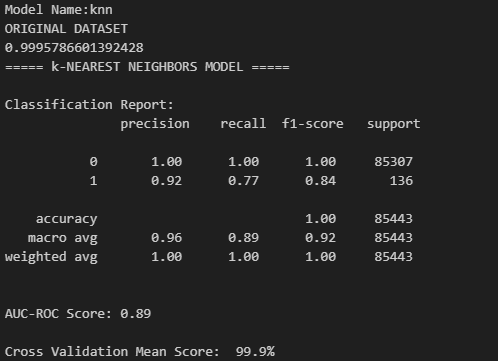 Model Name:knn
ORIGINAL DATASET
0.9995786601392428
===== k-NEAREST NEIGHBORS MODEL =====
Classification Report:
precision recall f1-score support
0 1.00 1.00 1.00 85307
1 0.92 0.77 0.84 136
accuracy 1.00 85443
macro avg 0.96 0.89 0.92 85443
weighted avg 1.00 1.00 1.00 85443
AUC-ROC Score: 0.89
Cross Validation Mean Score: 99.9%